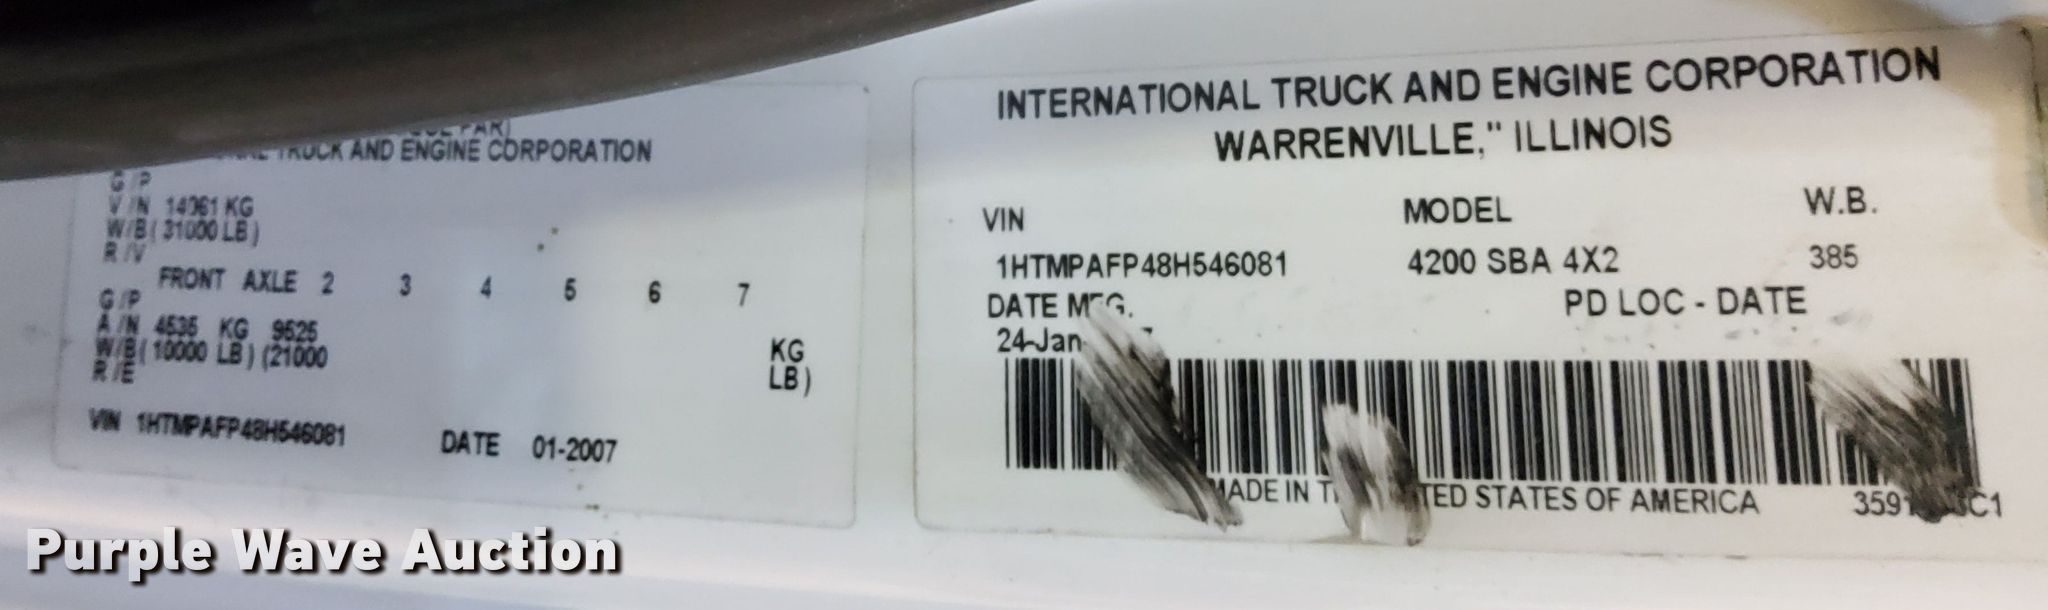 TRUCK AND ENGINE CORPORATION
G/P
V/N 14061 KG
W/B ( 31000 LB )
R/V
FRONT AXLE 2 3 4 5 6 7
G/P
A/N 4535 KG 9525 KG
W/B ( 10000 LB ) (21000 LB )
R/E
VIN 1HTMPAFP48H546081 DATE 01-2007
INTERNATIONAL TRUCK AND ENGINE CORPORATION
WARRENVILLE," ILLINOIS
VIN MODEL W.B.
1HTMPAFP48H546081 4200 SBA 4X2 385
DATE MFG. PD LOC - DATE
24-Jan
MADE IN UNITED STATES OF AMERICA
Purple Wave Auction